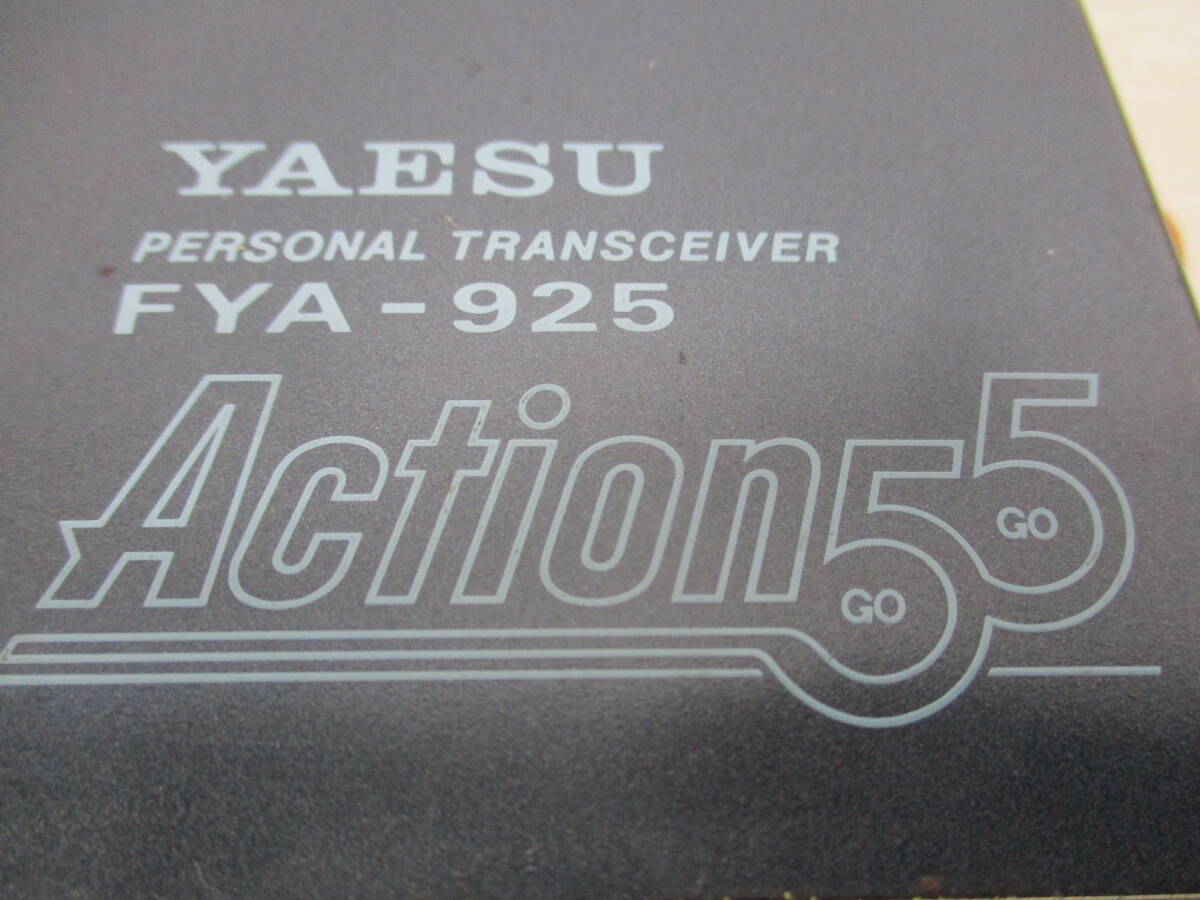 YAESU
PERSONAL TRANSCEIVER
FYA-925
Action55
GO
GO